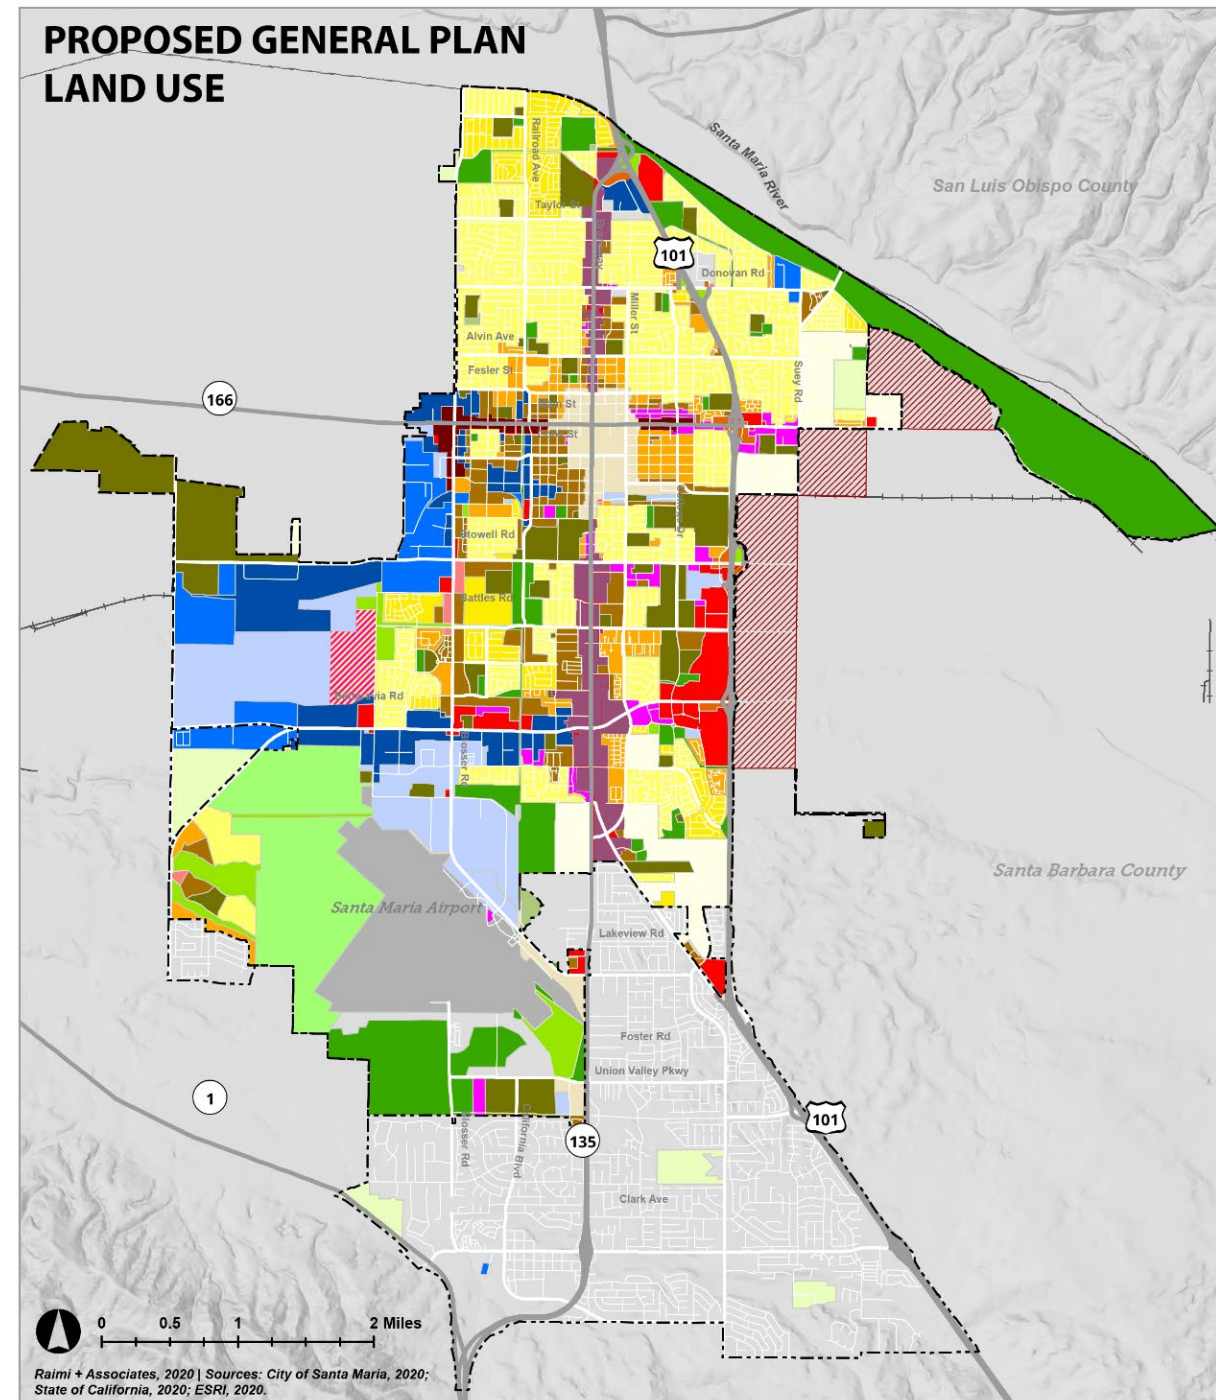 PROPOSED GENERAL PLAN
LAND USE
Railroad Ave
Santa Maria River
San Luis Obispo County
Taylor St
101
Donovan Rd
Miller St
Alvin Ave
Fesler St
Suey Rd
166
Stowell Rd
Battles Rd
Blosser Rd
Santa Barbara County
Santa Maria Airport
Lakeview Rd
Foster Rd
Union Valley Pkwy
1
101
135
Blosser Rd
California Blvd
Clark Ave
0 0.5 1 2 Miles
Raimi + Associates, 2020 | Sources: City of Santa Maria, 2020;
State of California, 2020; ESRI, 2020.